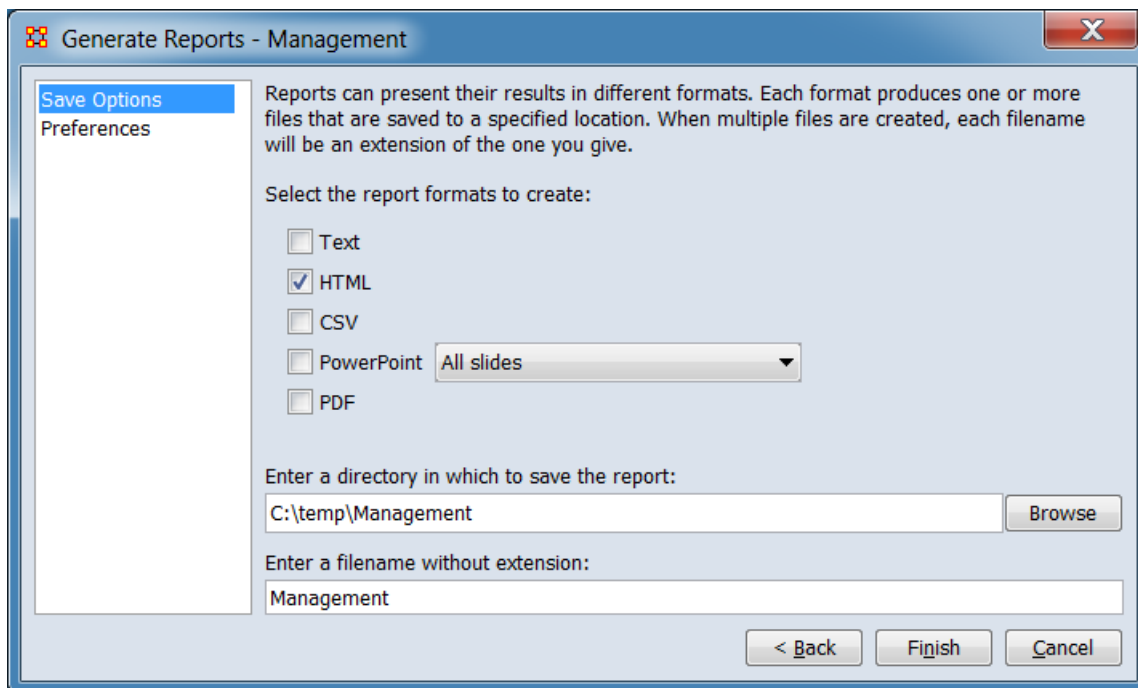 Generate Reports - Management
Save Options
Preferences
Reports can present their results in different formats. Each format produces one or more
files that are saved to a specified location. When multiple files are created, each filename
will be an extension of the one you give.
Select the report formats to create:
Text
HTML
CSV
PowerPoint All slides
PDF
Enter a directory in which to save the report:
C:\temp\Management Browse
Enter a filename without extension:
Management
< Back Finish Cancel